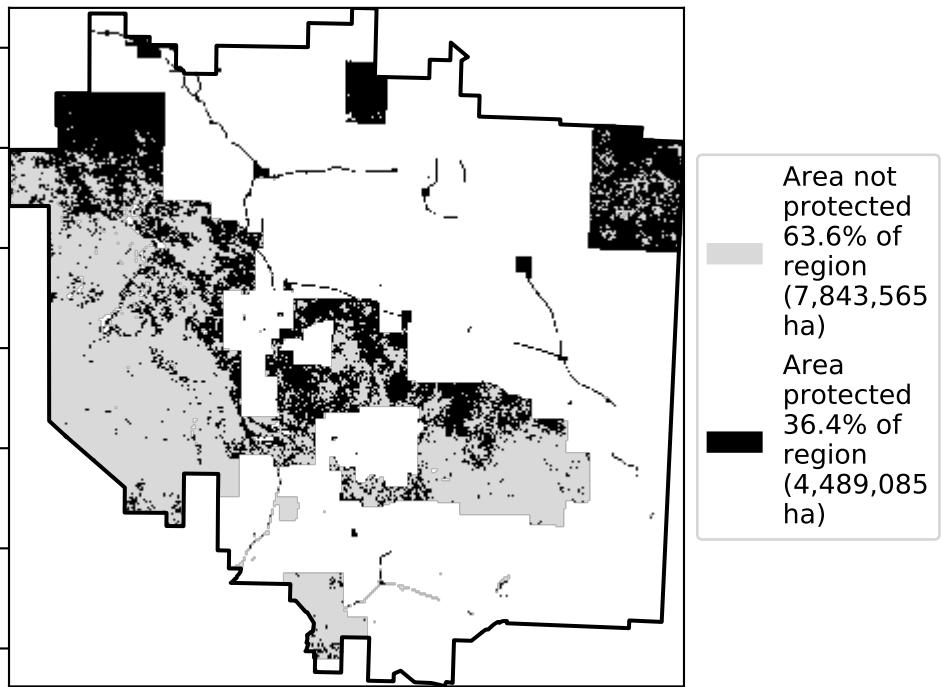 Area not
protected
63.6% of
region
(7,843,565
ha)
Area
protected
36.4% of
region
(4,489,085
ha)